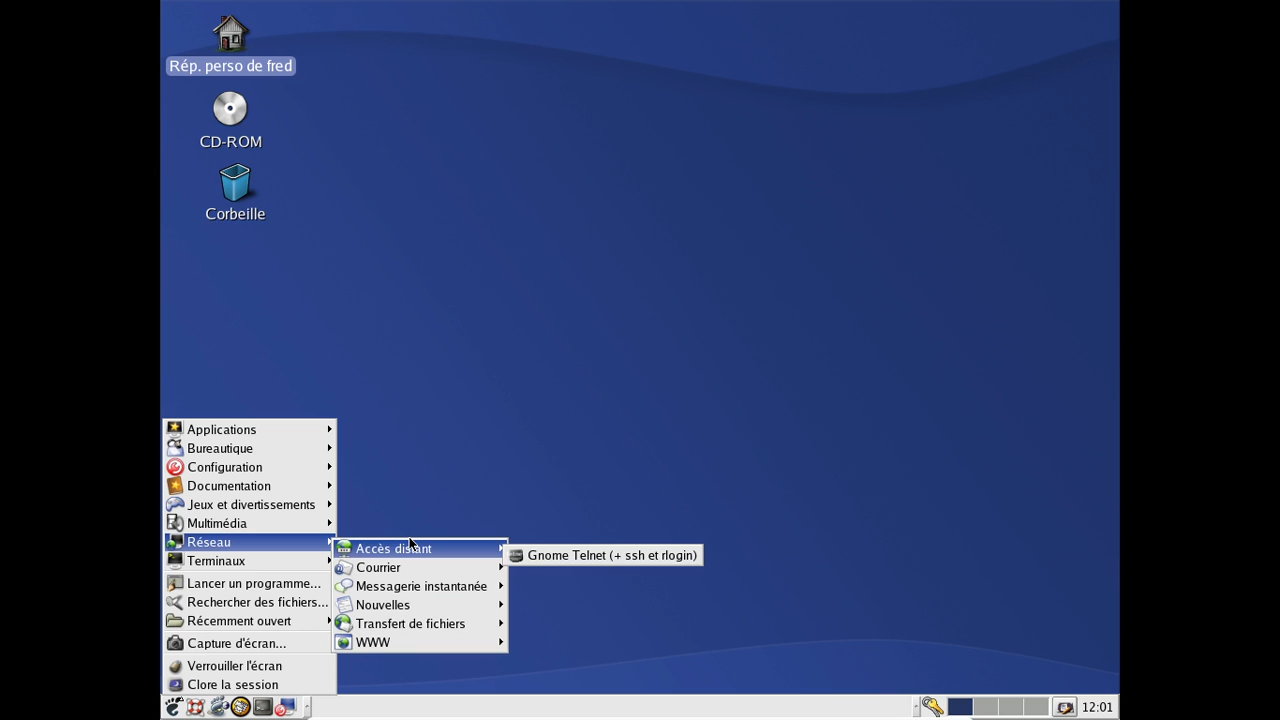 Rép. perso de fred
CD-ROM
Corbeille
Applications
Bureautique
Configuration
Documentation
Jeux et divertissements
Multimédia
Réseau
Terminaux
Lancer un programme...
Rechercher des fichiers...
Récemment ouvert
Capture d'écran...
Verrouiller l'écran
Clore la session
Accès distant
Courrier
Messagerie instantanée
Nouvelles
Transfert de fichiers
WWW
Gnome Telnet (+ ssh et rlogin)
12:01